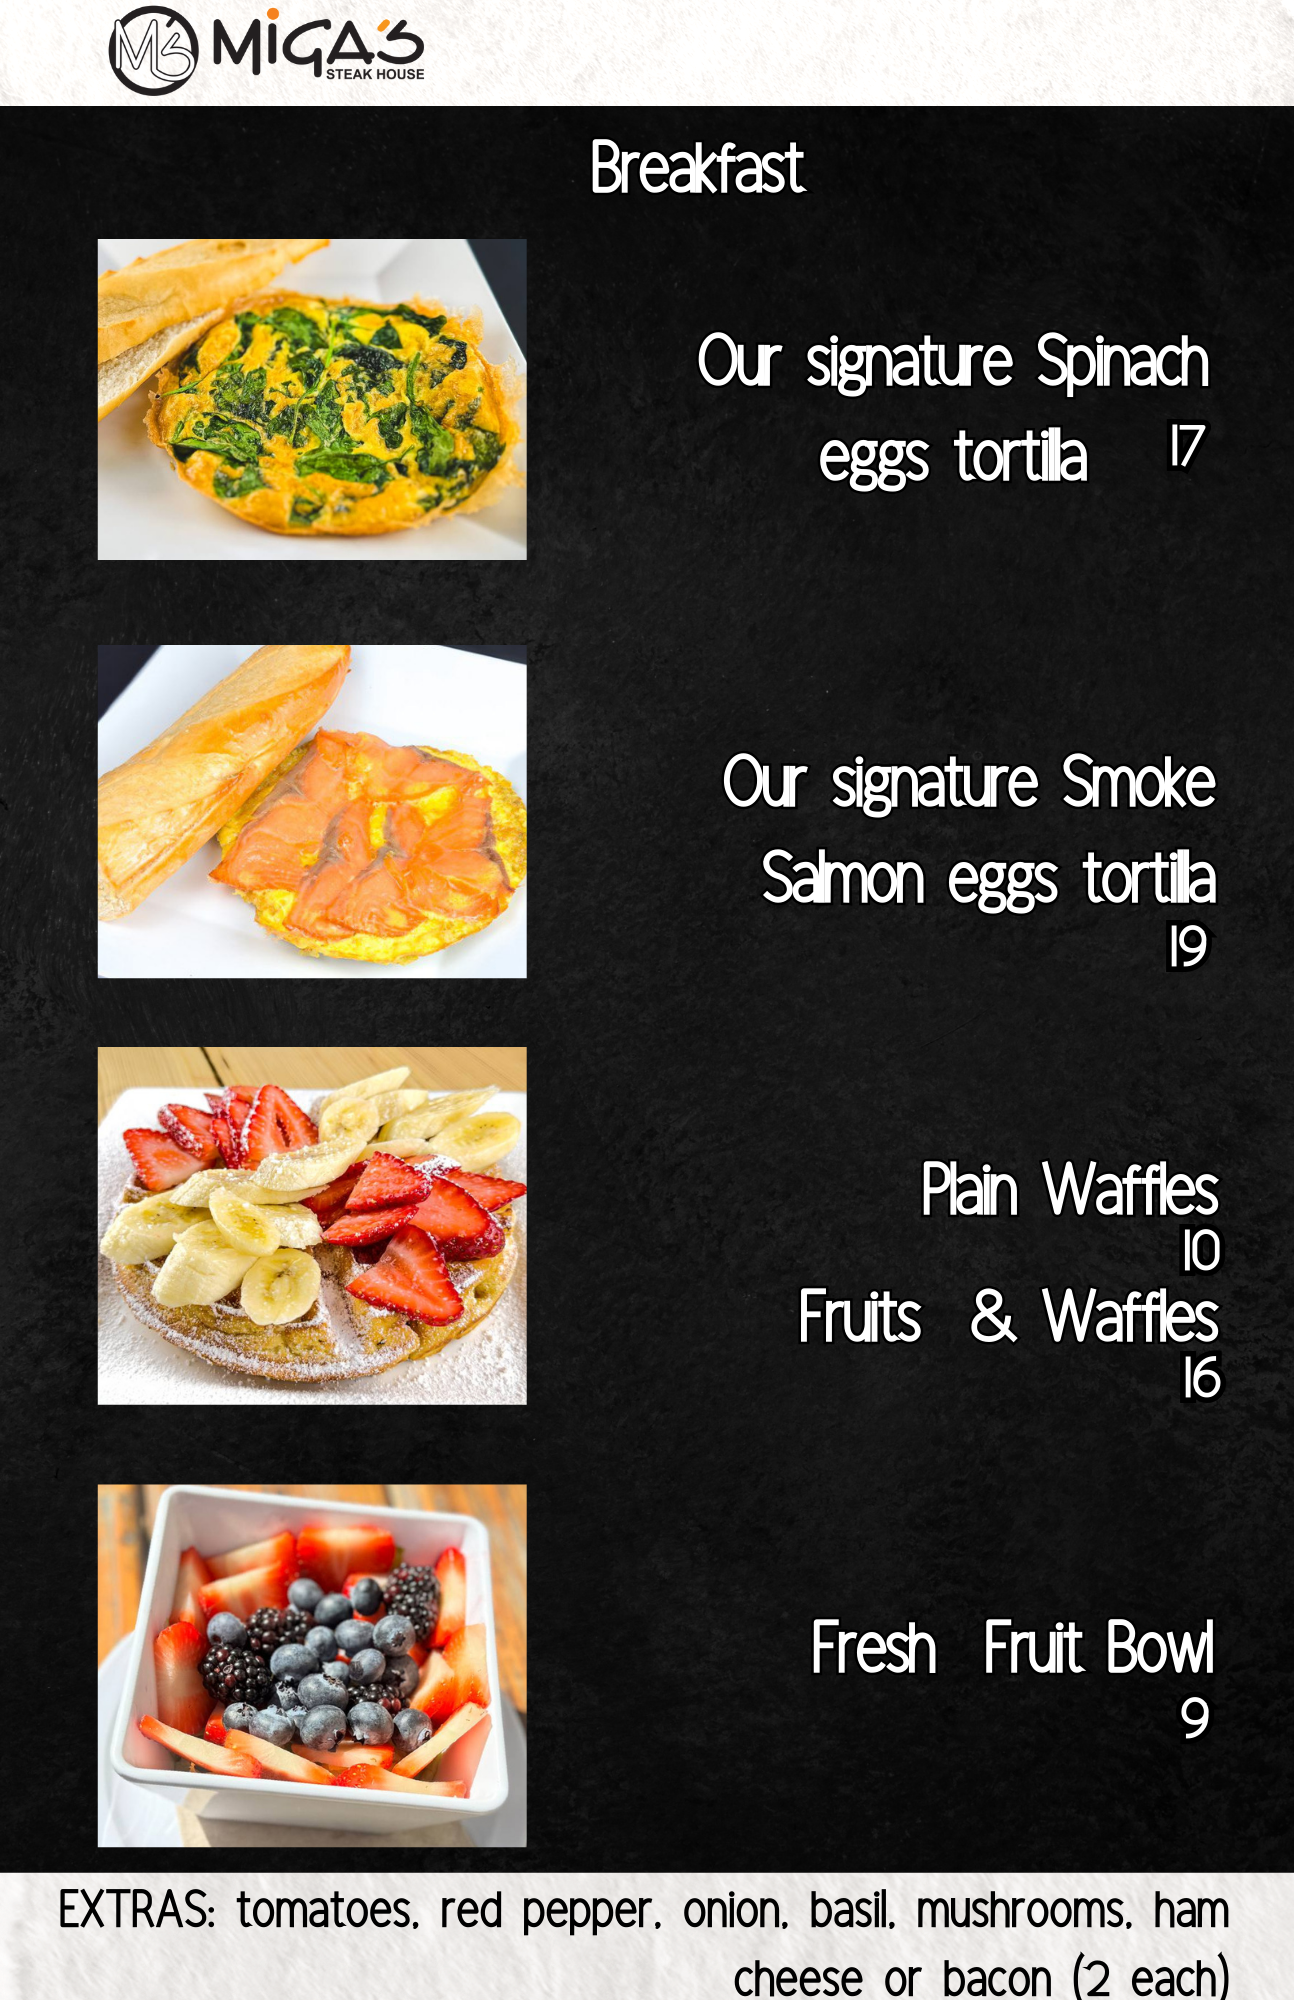 MS MiGA'S
STEAK HOUSE
Breakfast
Our signature Spinach
eggs tortilla 17
Our signature Smoke
Salmon eggs tortilla
19
Plain Waffles
10
Fruits & Waffles
16
Fresh Fruit Bowl
9
EXTRAS: tomatoes, red pepper, onion, basil, mushrooms, ham
cheese or bacon (2 each)